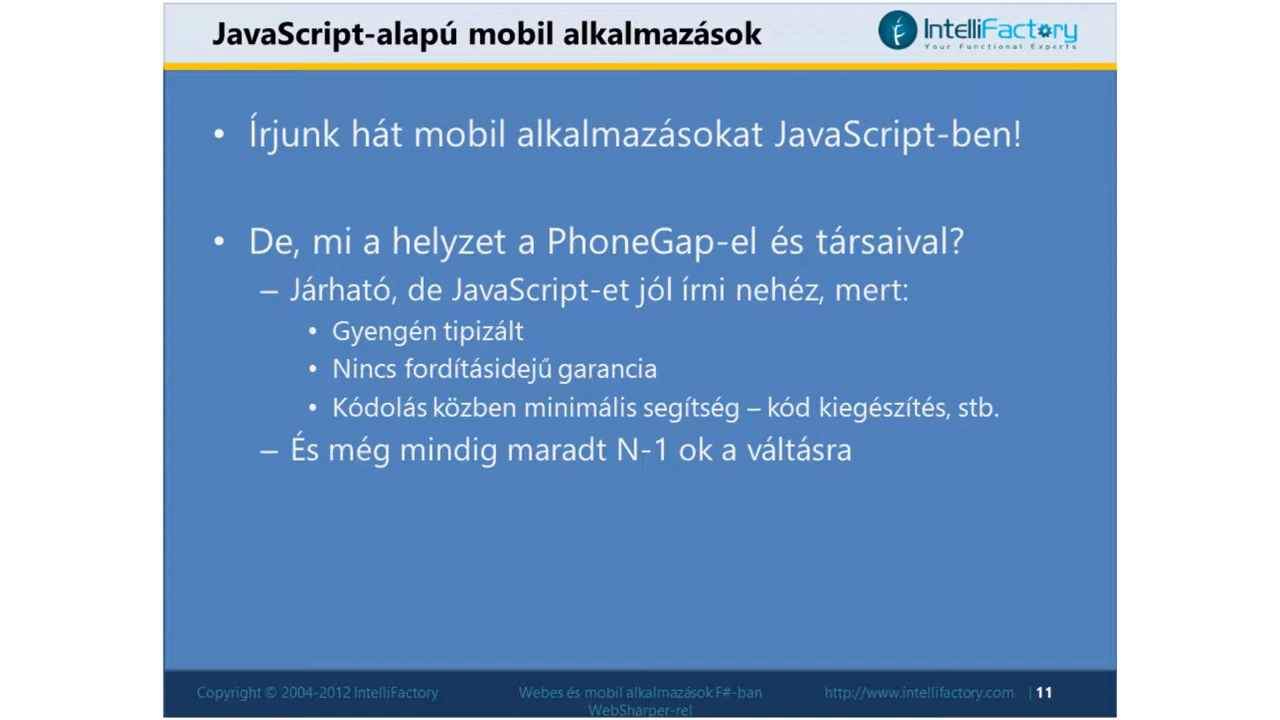 JavaScript-alapú mobil alkalmazások
IntelliFactory
Your Functional Experts
• Írjunk hát mobil alkalmazásokat JavaScript-ben!
• De, mi a helyzet a PhoneGap-el és társaival?
– Járható, de JavaScript-et jól írni nehéz, mert:
• Gyengén tipizált
• Nincs fordításidejű garancia
• Kódolás közben minimális segítség – kód kiegészítés, stb.
– És még mindig maradt N-1 ok a váltásra
Copyright © 2004-2012 IntelliFactory
Webes és mobil alkalmazások F#-ban
WebSharper-rel
http://www.intellifactory.com | 11